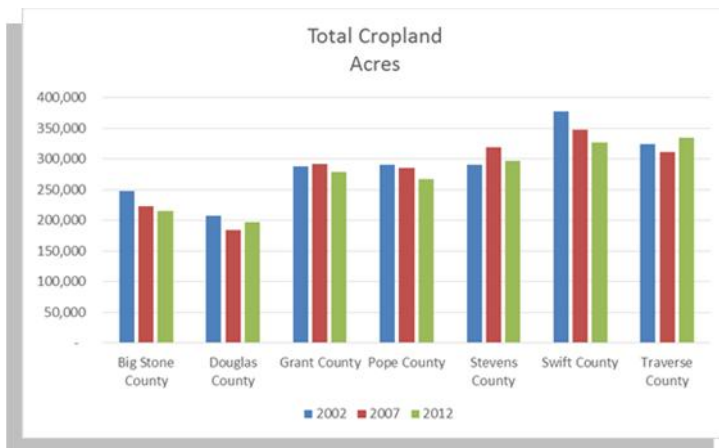 Total Cropland
Acres
400,000
350,000
300,000
250,000
200,000
150,000
100,000
50,000
-
Big Stone
County
Douglas
County
Grant County
Pope County
Stevens
County
Swift County
Traverse
County
2002 2007 2012